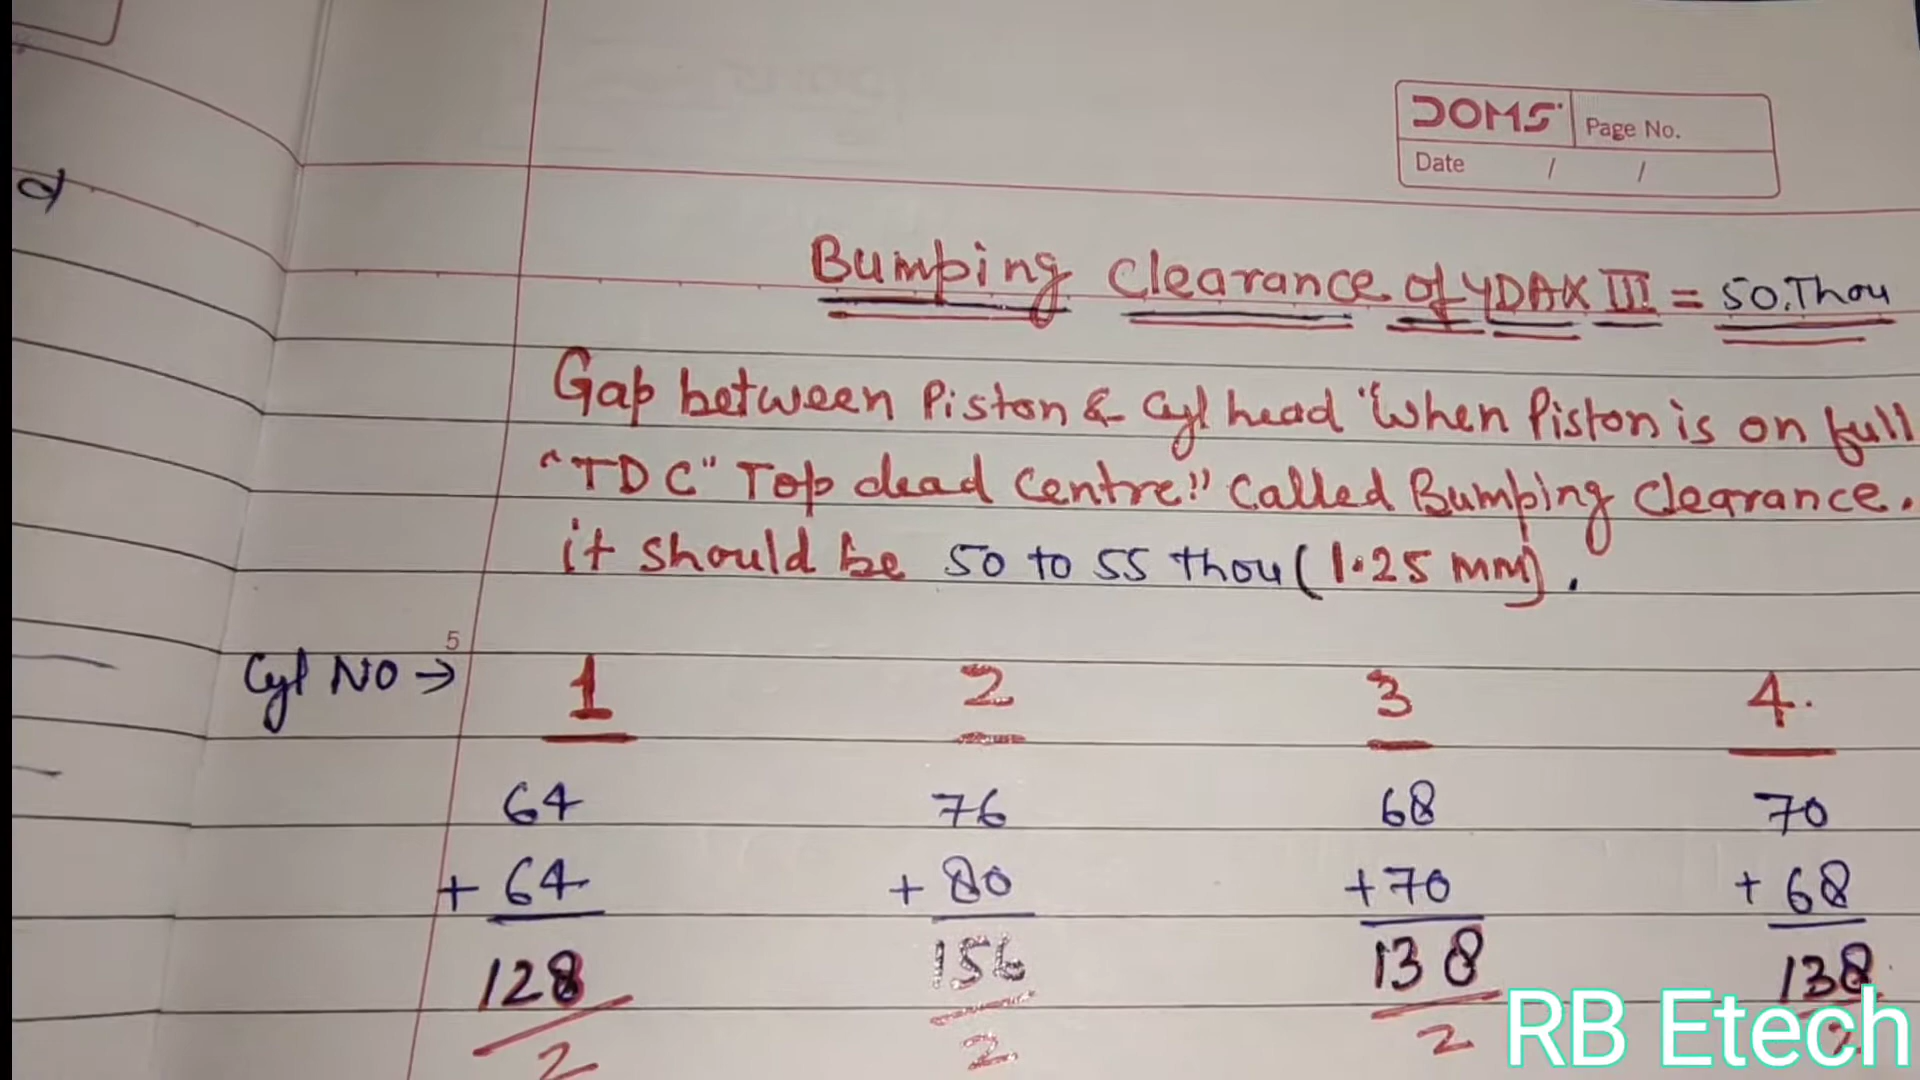 DOMS Page No.
Date / /
d
Bumping Clearance of YDAX III = 50.Thou
Gap between Piston & Cyl head "When Piston is on full
"TDC" Top dead Centre!" Called Bumping Clearance.
it should be 50 to 55 thou (1.25 mm).
5
Cyl NO → 1 2 3 4.
64 76 68 70
+ 64 + 80 + 70 + 68
128 156 138 138
2 2 2 2
RB Etech